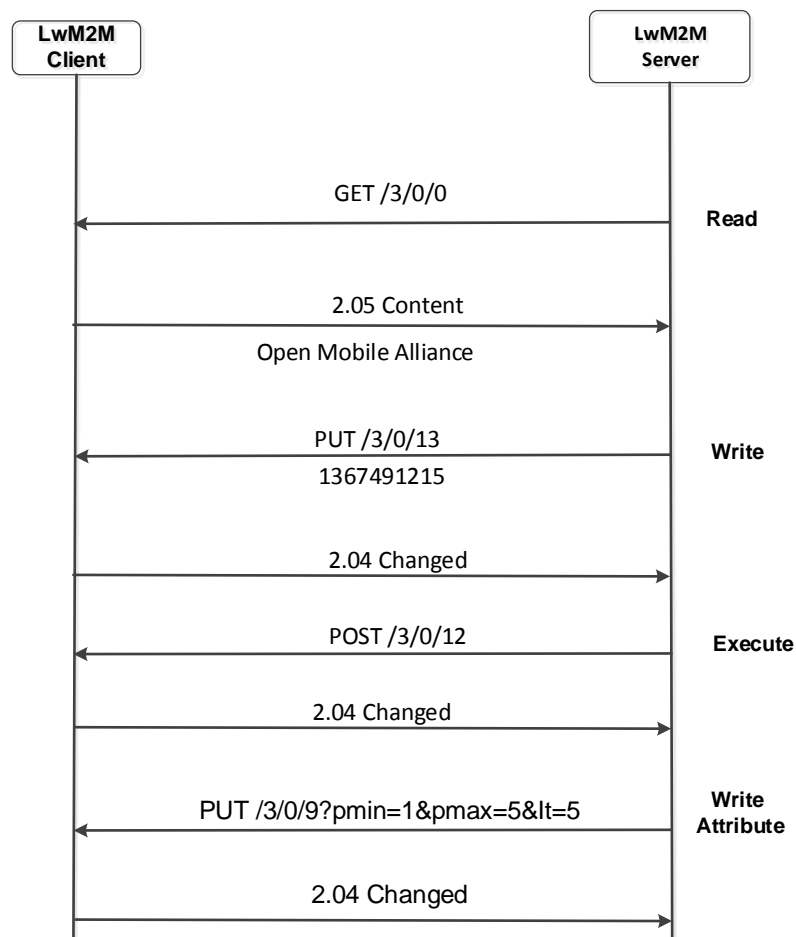 LwM2M
Client
LwM2M
Server
GET /3/0/0
Read
2.05 Content
Open Mobile Alliance
PUT /3/0/13
Write
1367491215
2.04 Changed
POST /3/0/12
Execute
2.04 Changed
PUT /3/0/9?pmin=1&pmax=5&lt=5
Write
Attribute
2.04 Changed